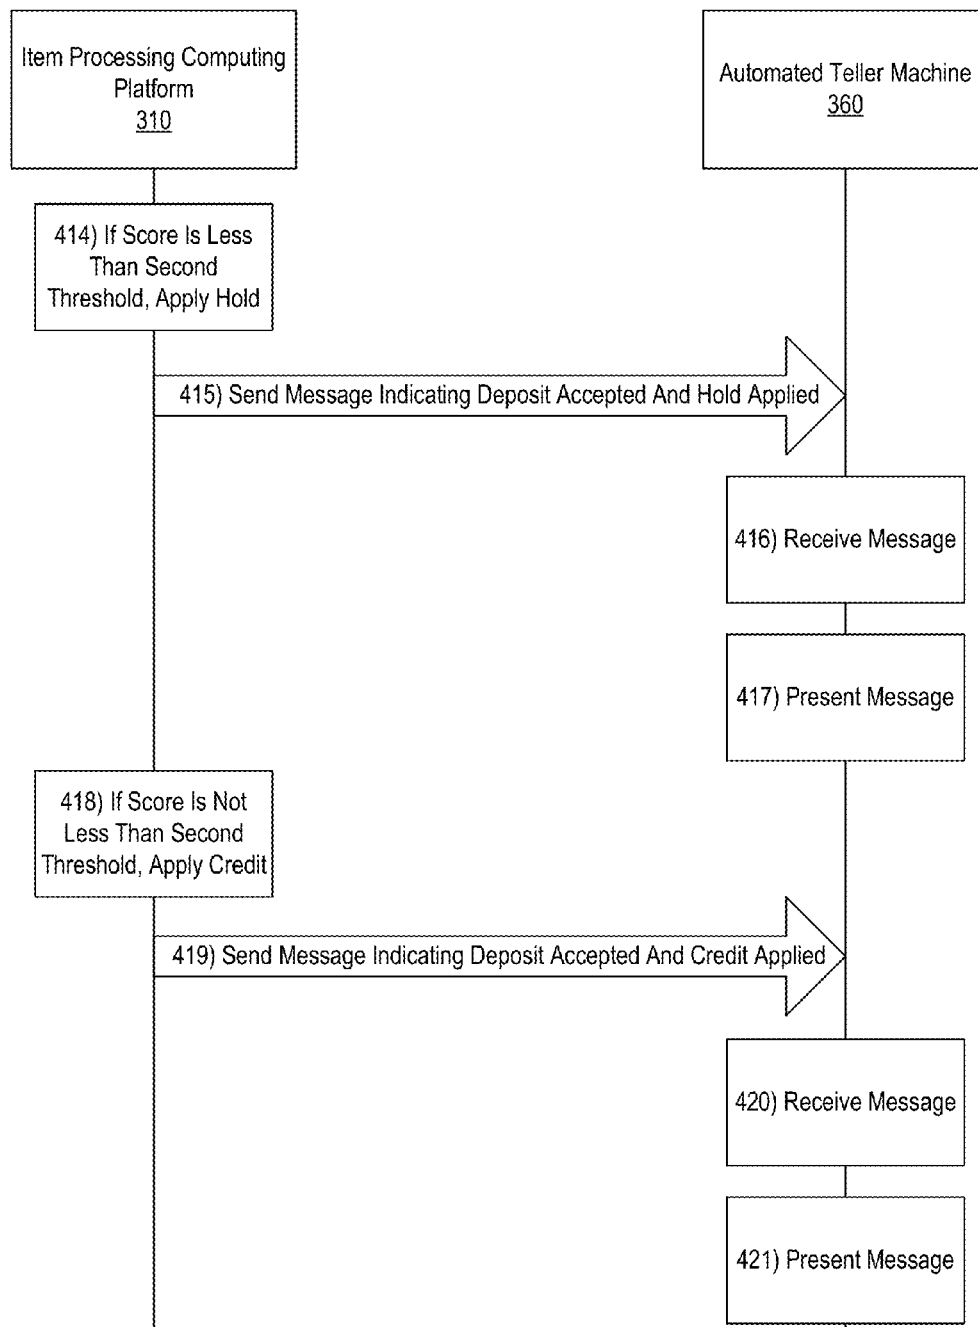 Item Processing Computing
Platform
310
Automated Teller Machine
360
414) If Score Is Less
Than Second
Threshold, Apply Hold
415) Send Message Indicating Deposit Accepted And Hold Applied
416) Receive Message
417) Present Message
418) If Score Is Not
Less Than Second
Threshold, Apply Credit
419) Send Message Indicating Deposit Accepted And Credit Applied
420) Receive Message
421) Present Message